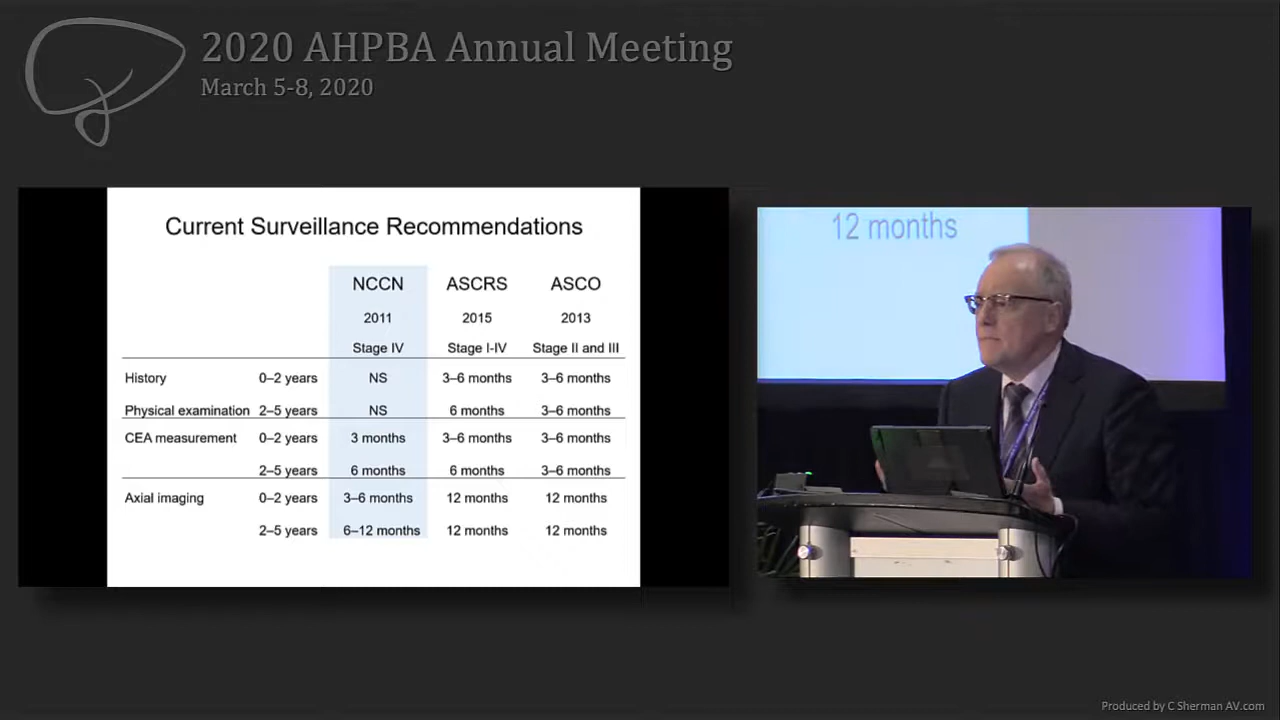 2020 AHPBA Annual Meeting
March 5-8, 2020
Current Surveillance Recommendations
NCCN ASCRS ASCO
2011 2015 2013
Stage IV Stage I-IV Stage II and III
History 0–2 years NS 3–6 months 3–6 months
Physical examination 2–5 years NS 6 months 3–6 months
CEA measurement 0–2 years 3 months 3–6 months 3–6 months
2–5 years 6 months 6 months 3–6 months
Axial imaging 0–2 years 3–6 months 12 months 12 months
2–5 years 6–12 months 12 months 12 months
12 months
Produced by C Sherman AV.com